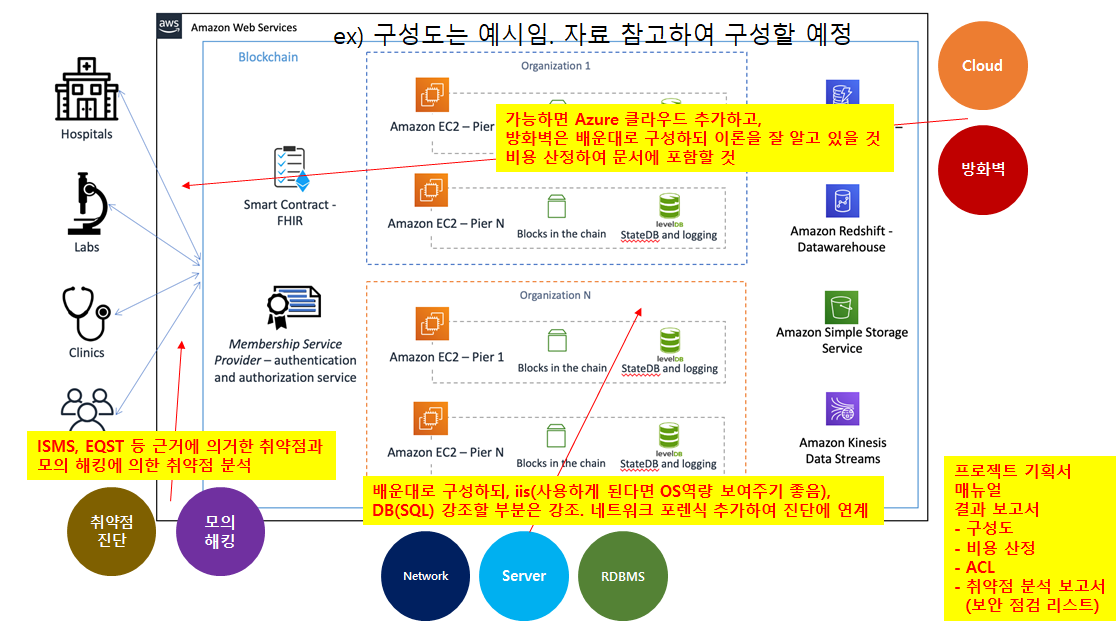 aws
Amazon Web Services
ex) 구성도는 예시임. 자료 참고하여 구성할 예정
Blockchain
Organization 1
Cloud
Hospitals
Amazon EC2 – Pier
가능하면 Azure 클라우드 추가하고,
방화벽은 배운대로 구성하되 이론을 잘 알고 있을 것
비용 산정하여 문서에 포함할 것
방화벽
Smart Contract -
FHIR
Amazon EC2 – Pier N
Blocks in the chain
levelDB
StateDB and logging
Amazon Redshift -
Datawarehouse
Labs
Organization N
Clinics
Membership Service
Provider – authentication
and authorization service
Amazon EC2 – Pier 1
Blocks in the chain
levelDB
StateDB and logging
Amazon Simple Storage
Service
Amazon EC2 – Pier N
Blocks in the chain
levelDB
StateDB and logging
Amazon Kinesis
Data Streams
ISMS, EQST 등 근거에 의거한 취약점과
모의 해킹에 의한 취약점 분석
배운대로 구성하되, iis(사용하게 된다면 OS역량 보여주기 좋음),
DB(SQL) 강조할 부분은 강조. 네트워크 포렌식 추가하여 진단에 연계
프로젝트 기획서
매뉴얼
결과 보고서
- 구성도
- 비용 산정
- ACL
- 취약점 분석 보고서
(보안 점검 리스트)
취약점
진단
모의
해킹
Network
Server
RDBMS